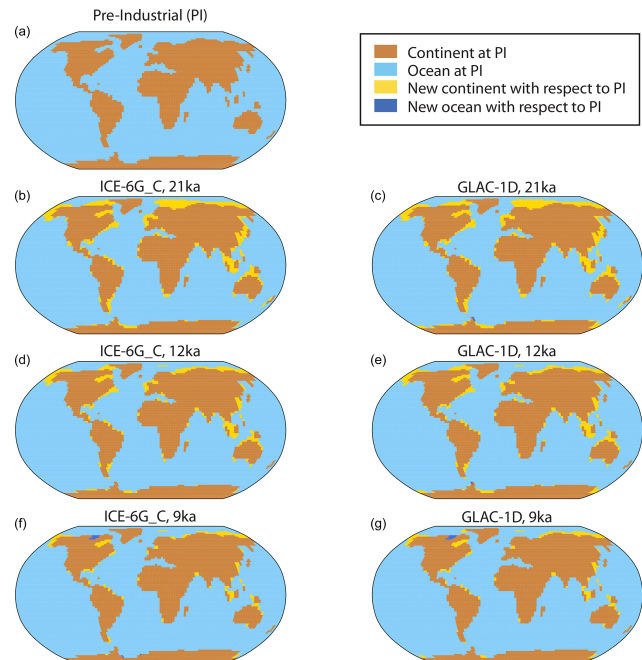 Pre-Industrial (PI)
(a)
Continent at PI
Ocean at PI
New continent with respect to PI
New ocean with respect to PI
ICE-6G_C, 21ka
(b)
GLAC-1D, 21ka
(c)
ICE-6G_C, 12ka
(d)
GLAC-1D, 12ka
(e)
ICE-6G_C, 9ka
(f)
GLAC-1D, 9ka
(g)